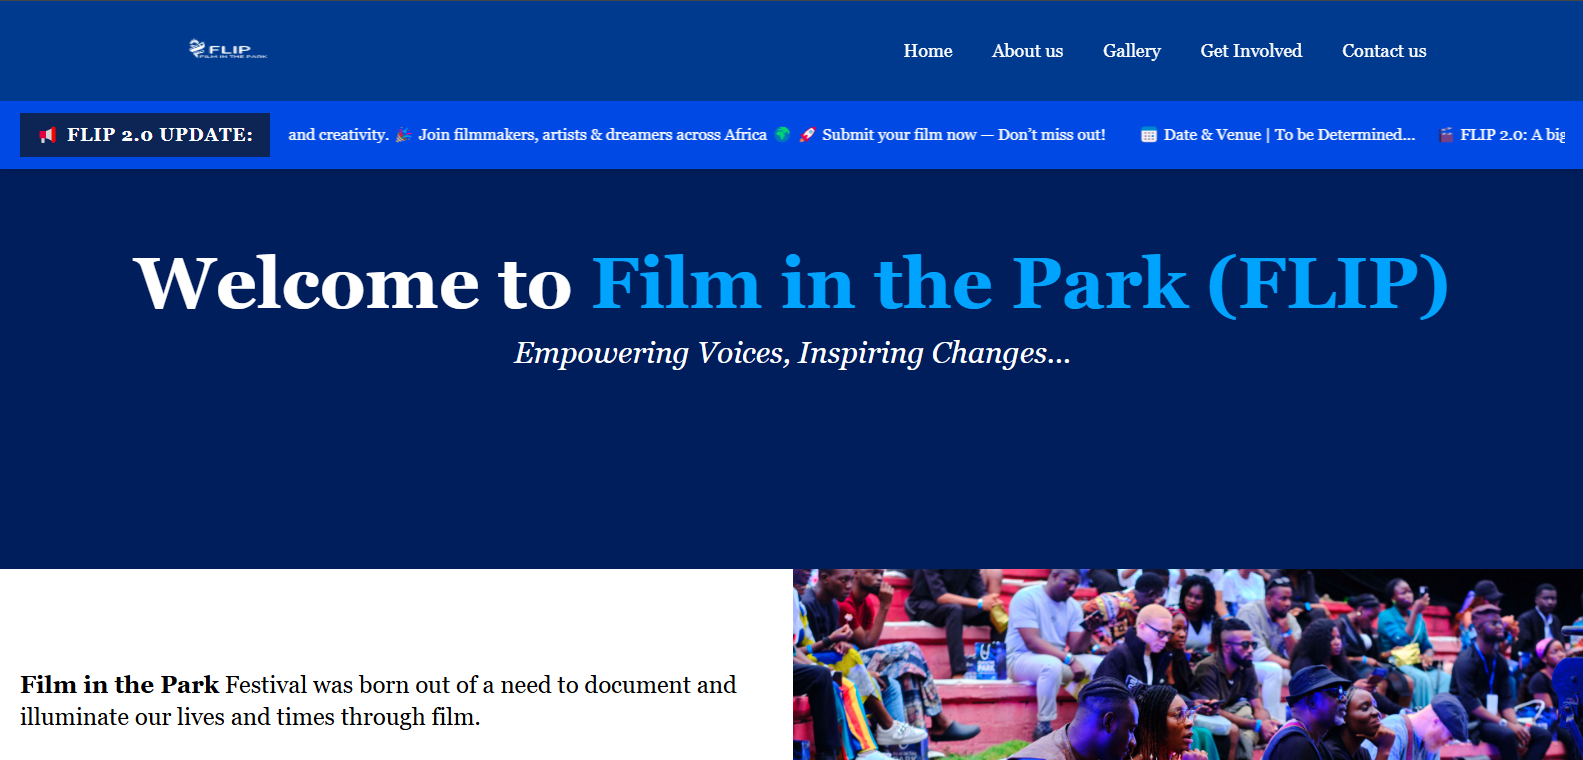 FLIP
FILM IN THE PARK
Home About us Gallery Get Involved Contact us
📢 FLIP 2.0 UPDATE: and creativity. 🎉 Join filmmakers, artists & dreamers across Africa 🌍 🚀 Submit your film now — Don’t miss out! 📅 Date & Venue | To be Determined... 🎬 FLIP 2.0: A big
Welcome to Film in the Park (FLIP)
Empowering Voices, Inspiring Changes...
Film in the Park Festival was born out of a need to document and
illuminate our lives and times through film.